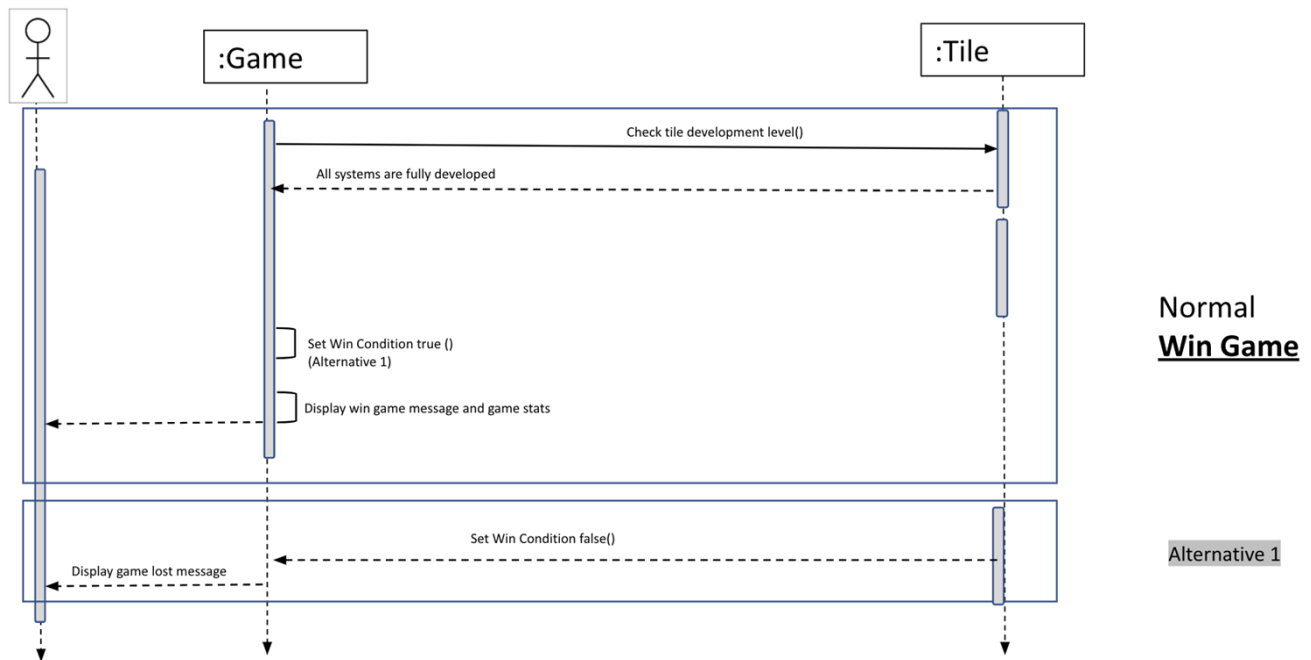 :Game
:Tile
Check tile development level()
All systems are fully developed
Normal
Win Game
Set Win Condition true ()
(Alternative 1)
Display win game message and game stats
Set Win Condition false()
Alternative 1
Display game lost message